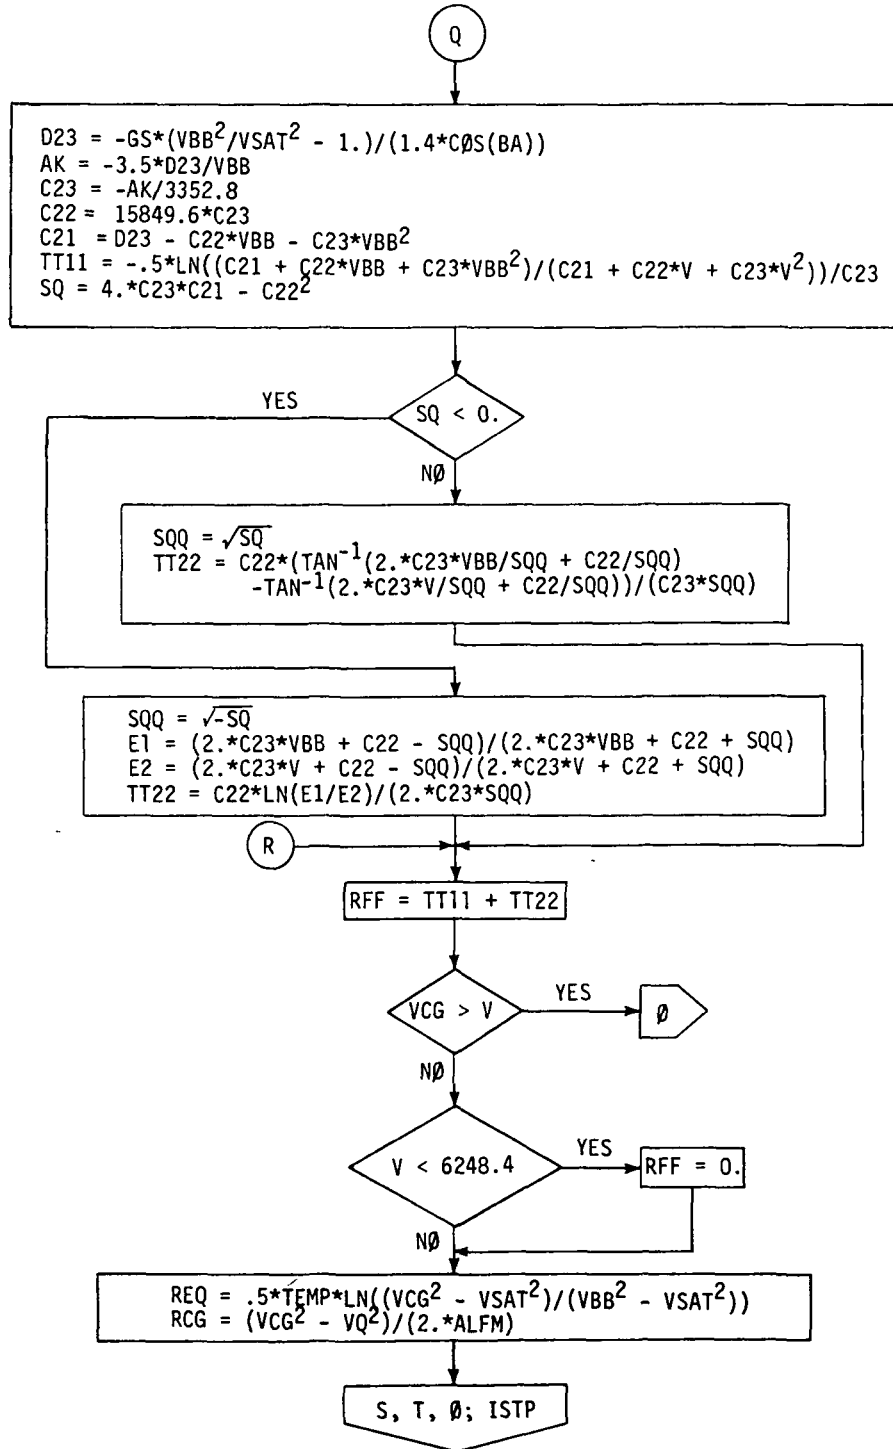 Q
D23 = -GS*(VBB²/VSAT² - 1.)/(1.4*CØS(BA))
AK = -3.5*D23/VBB
C23 = -AK/3352.8
C22 = 15849.6*C23
C21 = D23 - C22*VBB - C23*VBB²
TT11 = -.5*LN((C21 + C22*VBB + C23*VBB²)/(C21 + C22*V + C23*V²))/C23
SQ = 4.*C23*C21 - C22²
YES
SQ < 0.
NØ
SQQ = √SQ
TT22 = C22*(TAN⁻¹(2.*C23*VBB/SQQ + C22/SQQ)
-TAN⁻¹(2.*C23*V/SQQ + C22/SQQ))/(C23*SQQ)
SQQ = √-SQ
E1 = (2.*C23*VBB + C22 - SQQ)/(2.*C23*VBB + C22 + SQQ)
E2 = (2.*C23*V + C22 - SQQ)/(2.*C23*V + C22 + SQQ)
TT22 = C22*LN(E1/E2)/(2.*C23*SQQ)
R
RFF = TT11 + TT22
VCG > V
YES
Ø
NØ
V < 6248.4
YES
RFF = 0.
NØ
REQ = .5*TEMP*LN((VCG² - VSAT²)/(VBB² - VSAT²))
RCG = (VCG² - VQ²)/(2.*ALFM)
S, T, Ø; ISTP